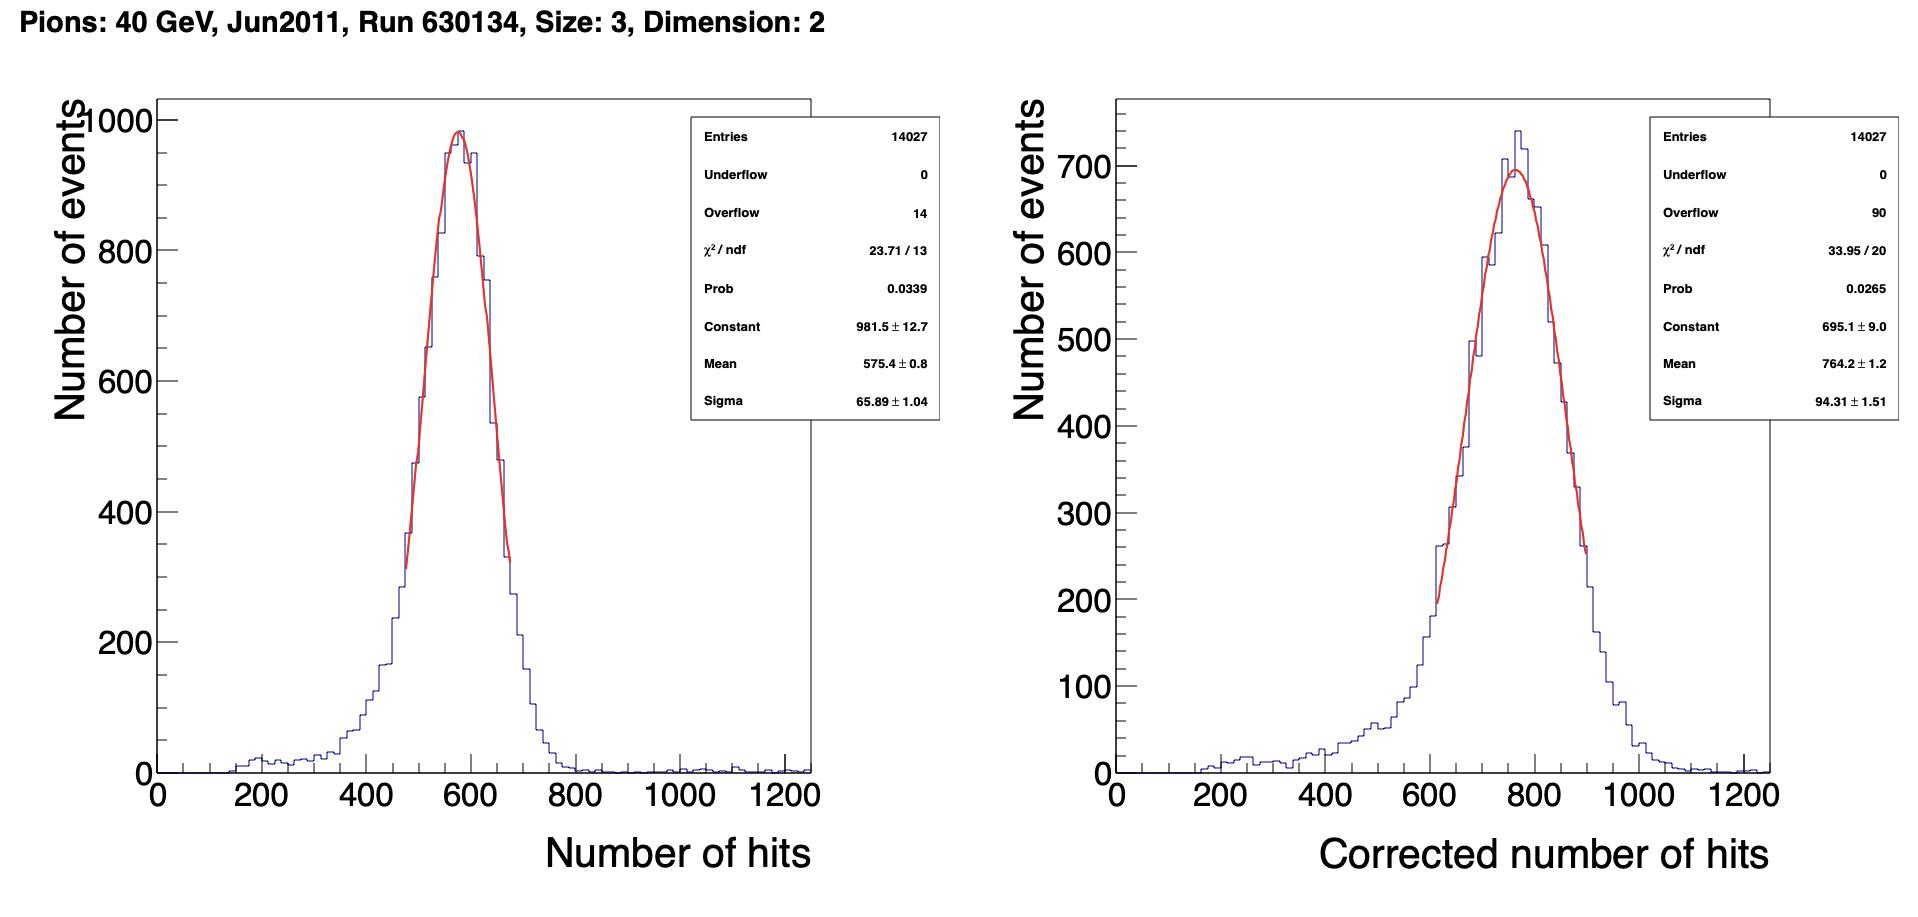 Pions: 40 GeV, Jun2011, Run 630134, Size: 3, Dimension: 2
Number of events
1000
800
600
400
200
0
0 200 400 600 800 1000 1200
Number of hits
Entries 14027
Underflow 0
Overflow 14
χ² / ndf 23.71 / 13
Prob 0.0339
Constant 981.5 ± 12.7
Mean 575.4 ± 0.8
Sigma 65.89 ± 1.04
Number of events
700
600
500
400
300
200
100
0
0 200 400 600 800 1000 1200
Corrected number of hits
Entries 14027
Underflow 0
Overflow 90
χ² / ndf 33.95 / 20
Prob 0.0265
Constant 695.1 ± 9.0
Mean 764.2 ± 1.2
Sigma 94.31 ± 1.51